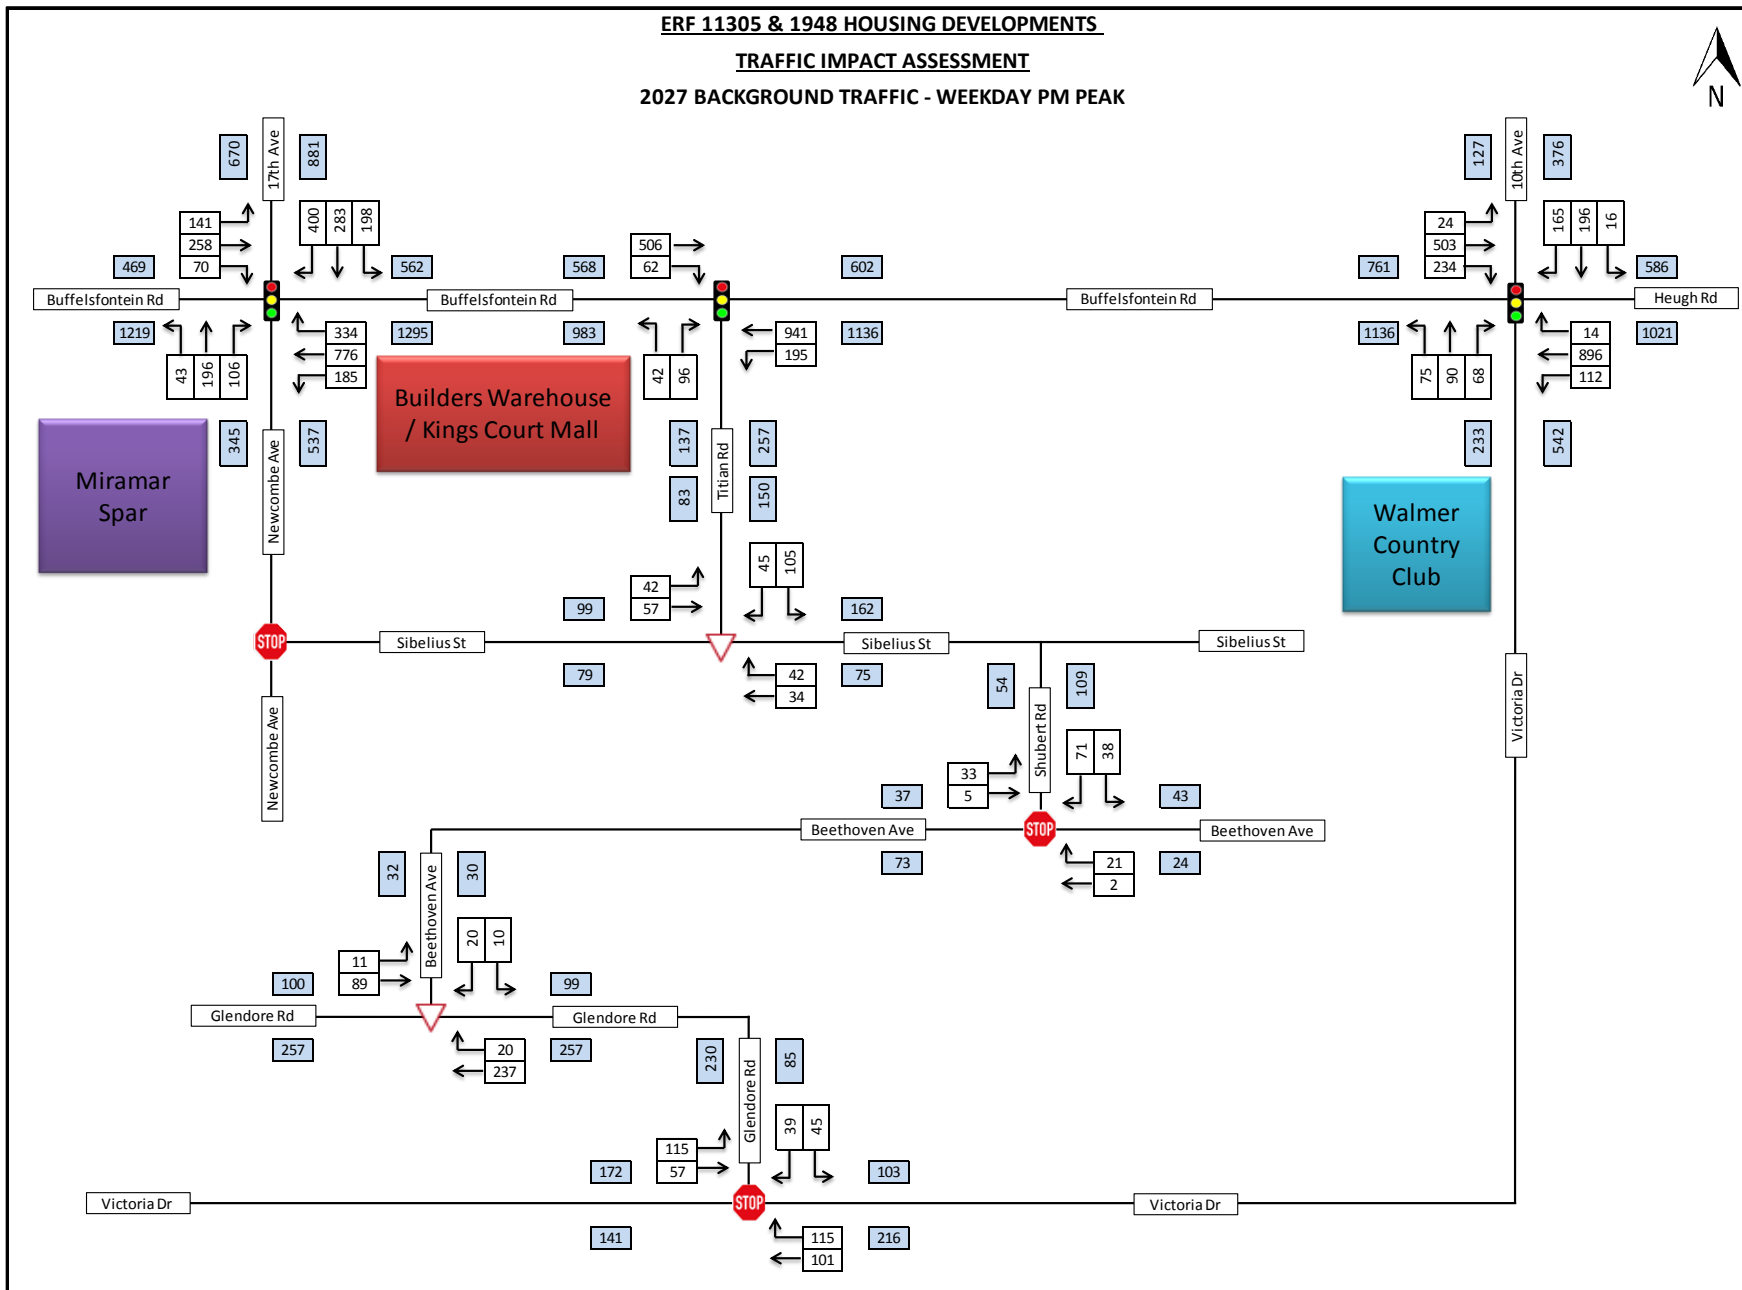 ERF 11305 & 1948 HOUSING DEVELOPMENTS
TRAFFIC IMPACT ASSESSMENT
2027 BACKGROUND TRAFFIC - WEEKDAY PM PEAK
N
670
17th Ave
881
127
10th Ave
376
141
258
70
400
283
198
506
62
24
503
234
165
196
16
469
562
568
602
761
586
Buffelsfontein Rd
Buffelsfontein Rd
Buffelsfontein Rd
Heugh Rd
1219
1295
983
1136
1136
1021
43
196
106
334
776
185
42
96
941
195
75
90
68
14
896
112
Builders Warehouse
/ Kings Court Mall
Miramar
Spar
345
Newcombe Ave
537
137
Titian Rd
257
83
150
233
542
Walmer
Country
Club
42
57
45
105
99
162
STOP
Sibelius St
Sibelius St
Sibelius St
79
42
34
75
Newcombe Ave
54
Shubert Rd
109
Victoria Dr
33
5
71
38
37
43
Beethoven Ave
STOP
Beethoven Ave
73
21
2
24
32
Beethoven Ave
30
11
89
20
10
100
99
Glendore Rd
Glendore Rd
257
20
237
257
230
Glendore Rd
85
115
57
39
45
172
103
Victoria Dr
STOP
Victoria Dr
141
115
101
216